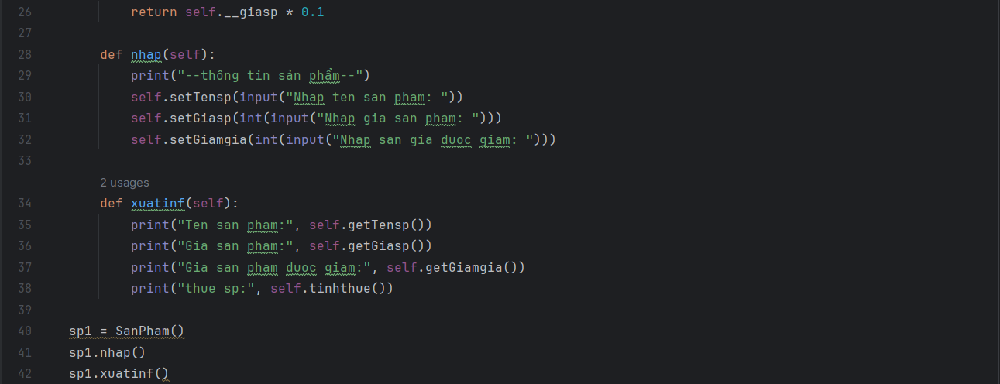 26 return self.__giasp * 0.1
27
28 def nhap(self):
29 print("--thông tin sản phẩm--")
30 self.setTensp(input("Nhap ten san pham: "))
31 self.setGiasp(int(input("Nhap gia san pham: ")))
32 self.setGiamgia(int(input("Nhap san gia duoc giam: ")))
33
2 usages
34 def xuatinf(self):
35 print("Ten san pham:", self.getTensp())
36 print("Gia san pham:", self.getGiasp())
37 print("Gia san pham duoc giam:", self.getGiamgia())
38 print("thue sp:", self.tinhthue())
39
40 sp1 = SanPham()
41 sp1.nhap()
42 sp1.xuatinf()